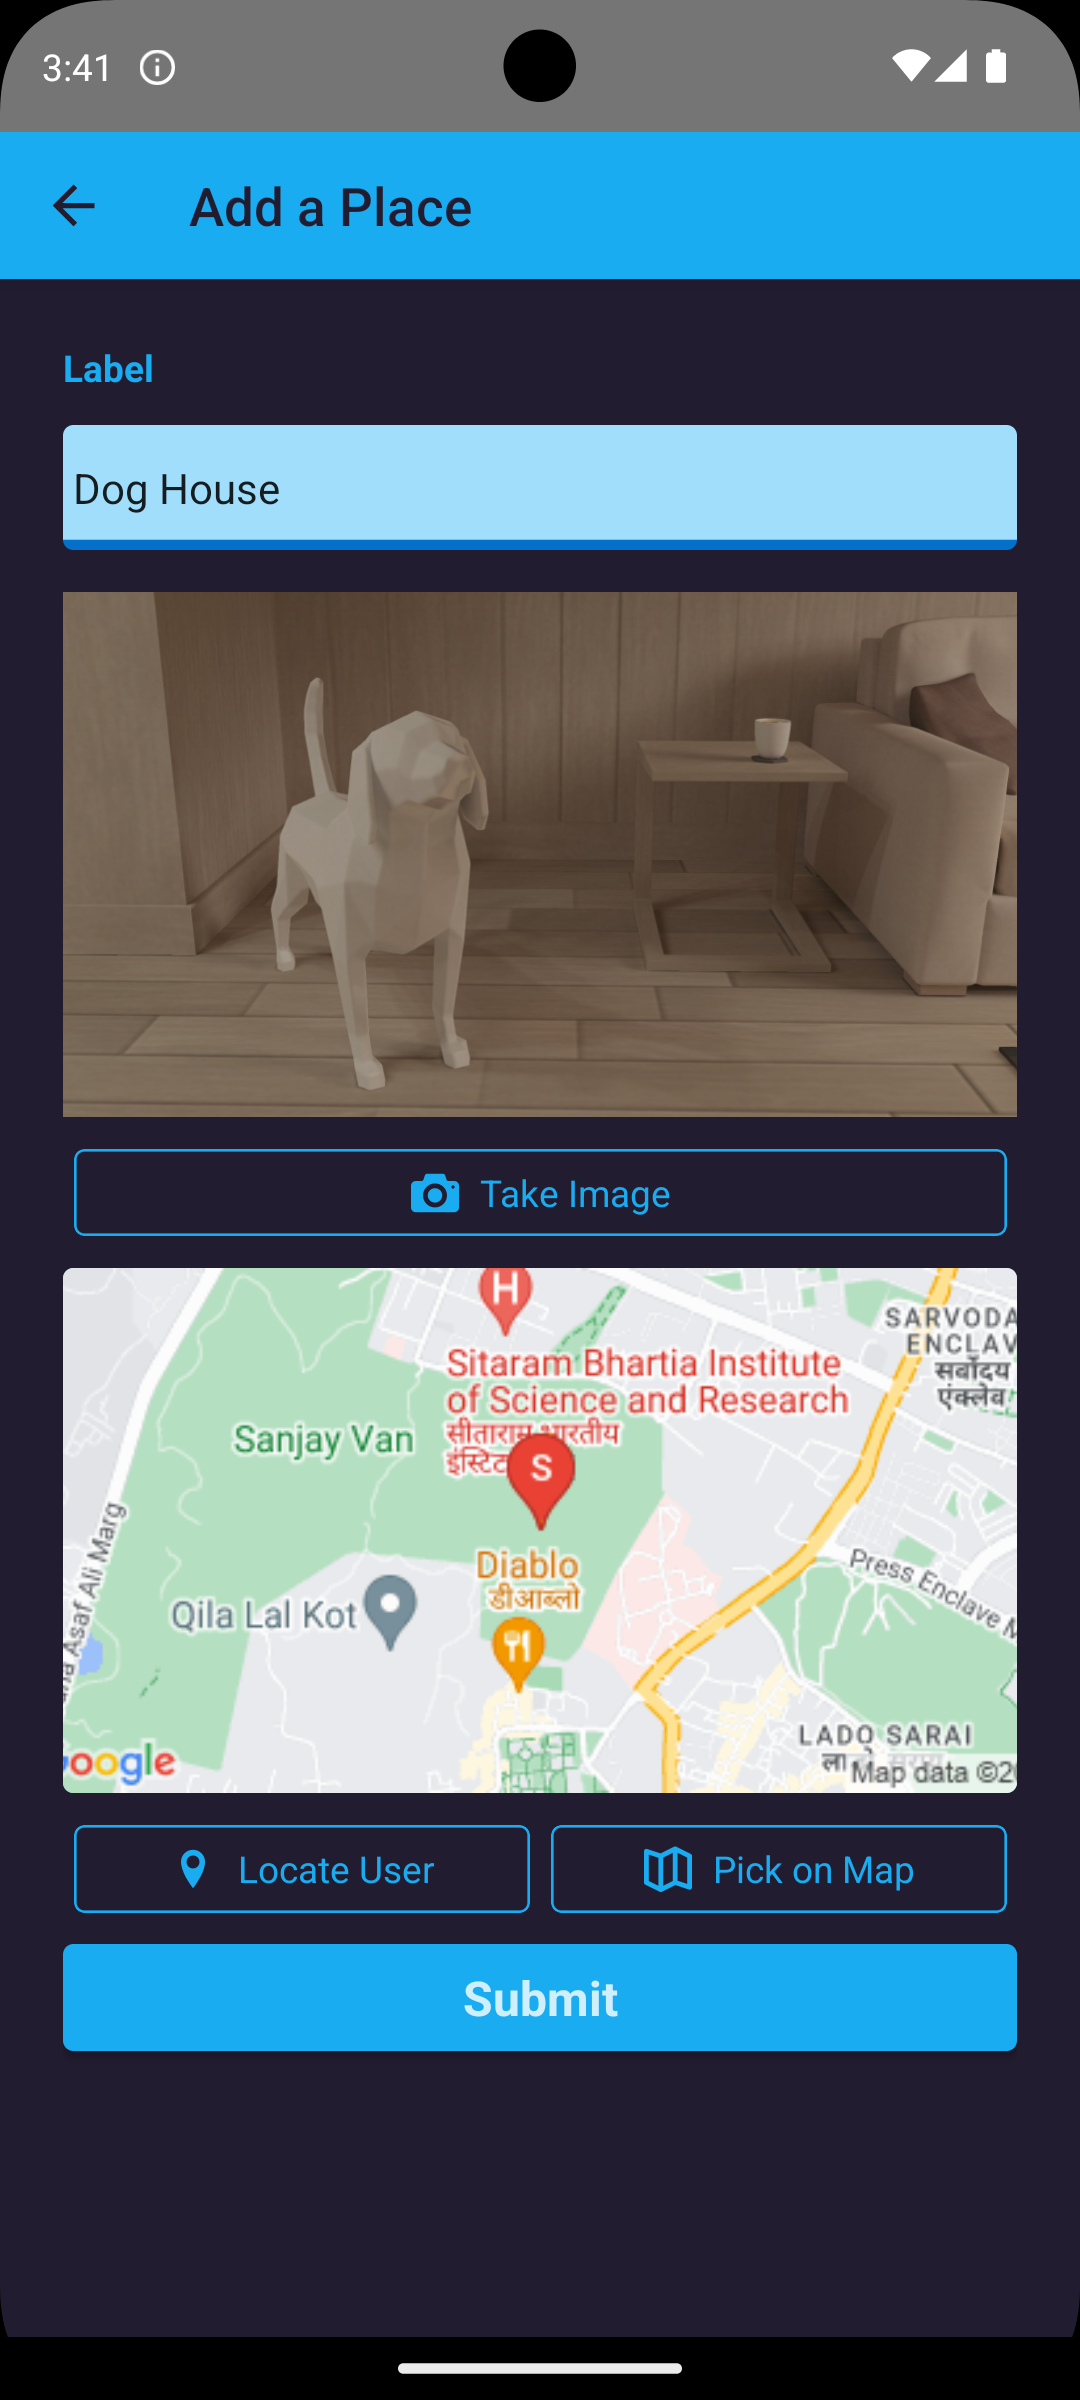 3:41
Add a Place
Label
Dog House
Take Image
H
SARVODA
ENCLAV
सर्वोदय
एंक्लेव
Sitaram Bhartia Institute
of Science and Research
सीताराम भारतीय
Sanjay Van
S
Asaf Ali Marg
Diablo
डीआब्लो
Press Enclave M
Qila Lal Kot
LADO SARAI
ला
oogle
Map data ©20
Locate User
Pick on Map
Submit